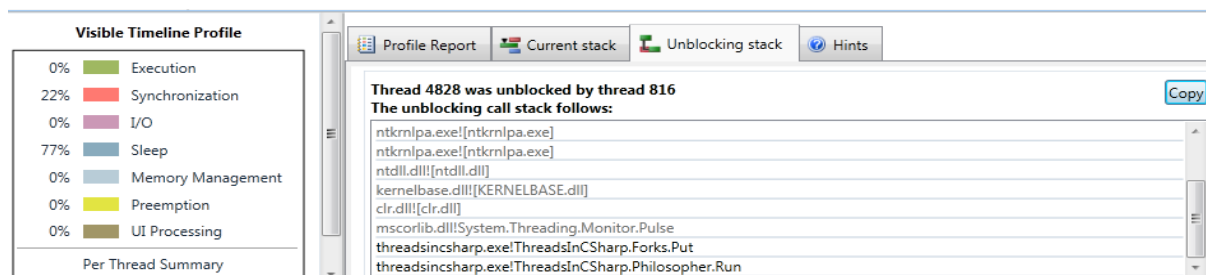 Visible Timeline Profile
0% Execution
22% Synchronization
0% I/O
77% Sleep
0% Memory Management
0% Preemption
0% UI Processing
Per Thread Summary
Profile Report
Current stack
Unblocking stack
Hints
Thread 4828 was unblocked by thread 816
The unblocking call stack follows:
Copy
ntkrnlpa.exe![ntkrnlpa.exe]
ntkrnlpa.exe![ntkrnlpa.exe]
ntdll.dll![ntdll.dll]
kernelbase.dll![KERNELBASE.dll]
clr.dll![clr.dll]
mscorlib.dll!System.Threading.Monitor.Pulse
threadsincsharp.exe!ThreadsInCSharp.Forks.Put
threadsincsharp.exe!ThreadsInCSharp.Philosopher.Run